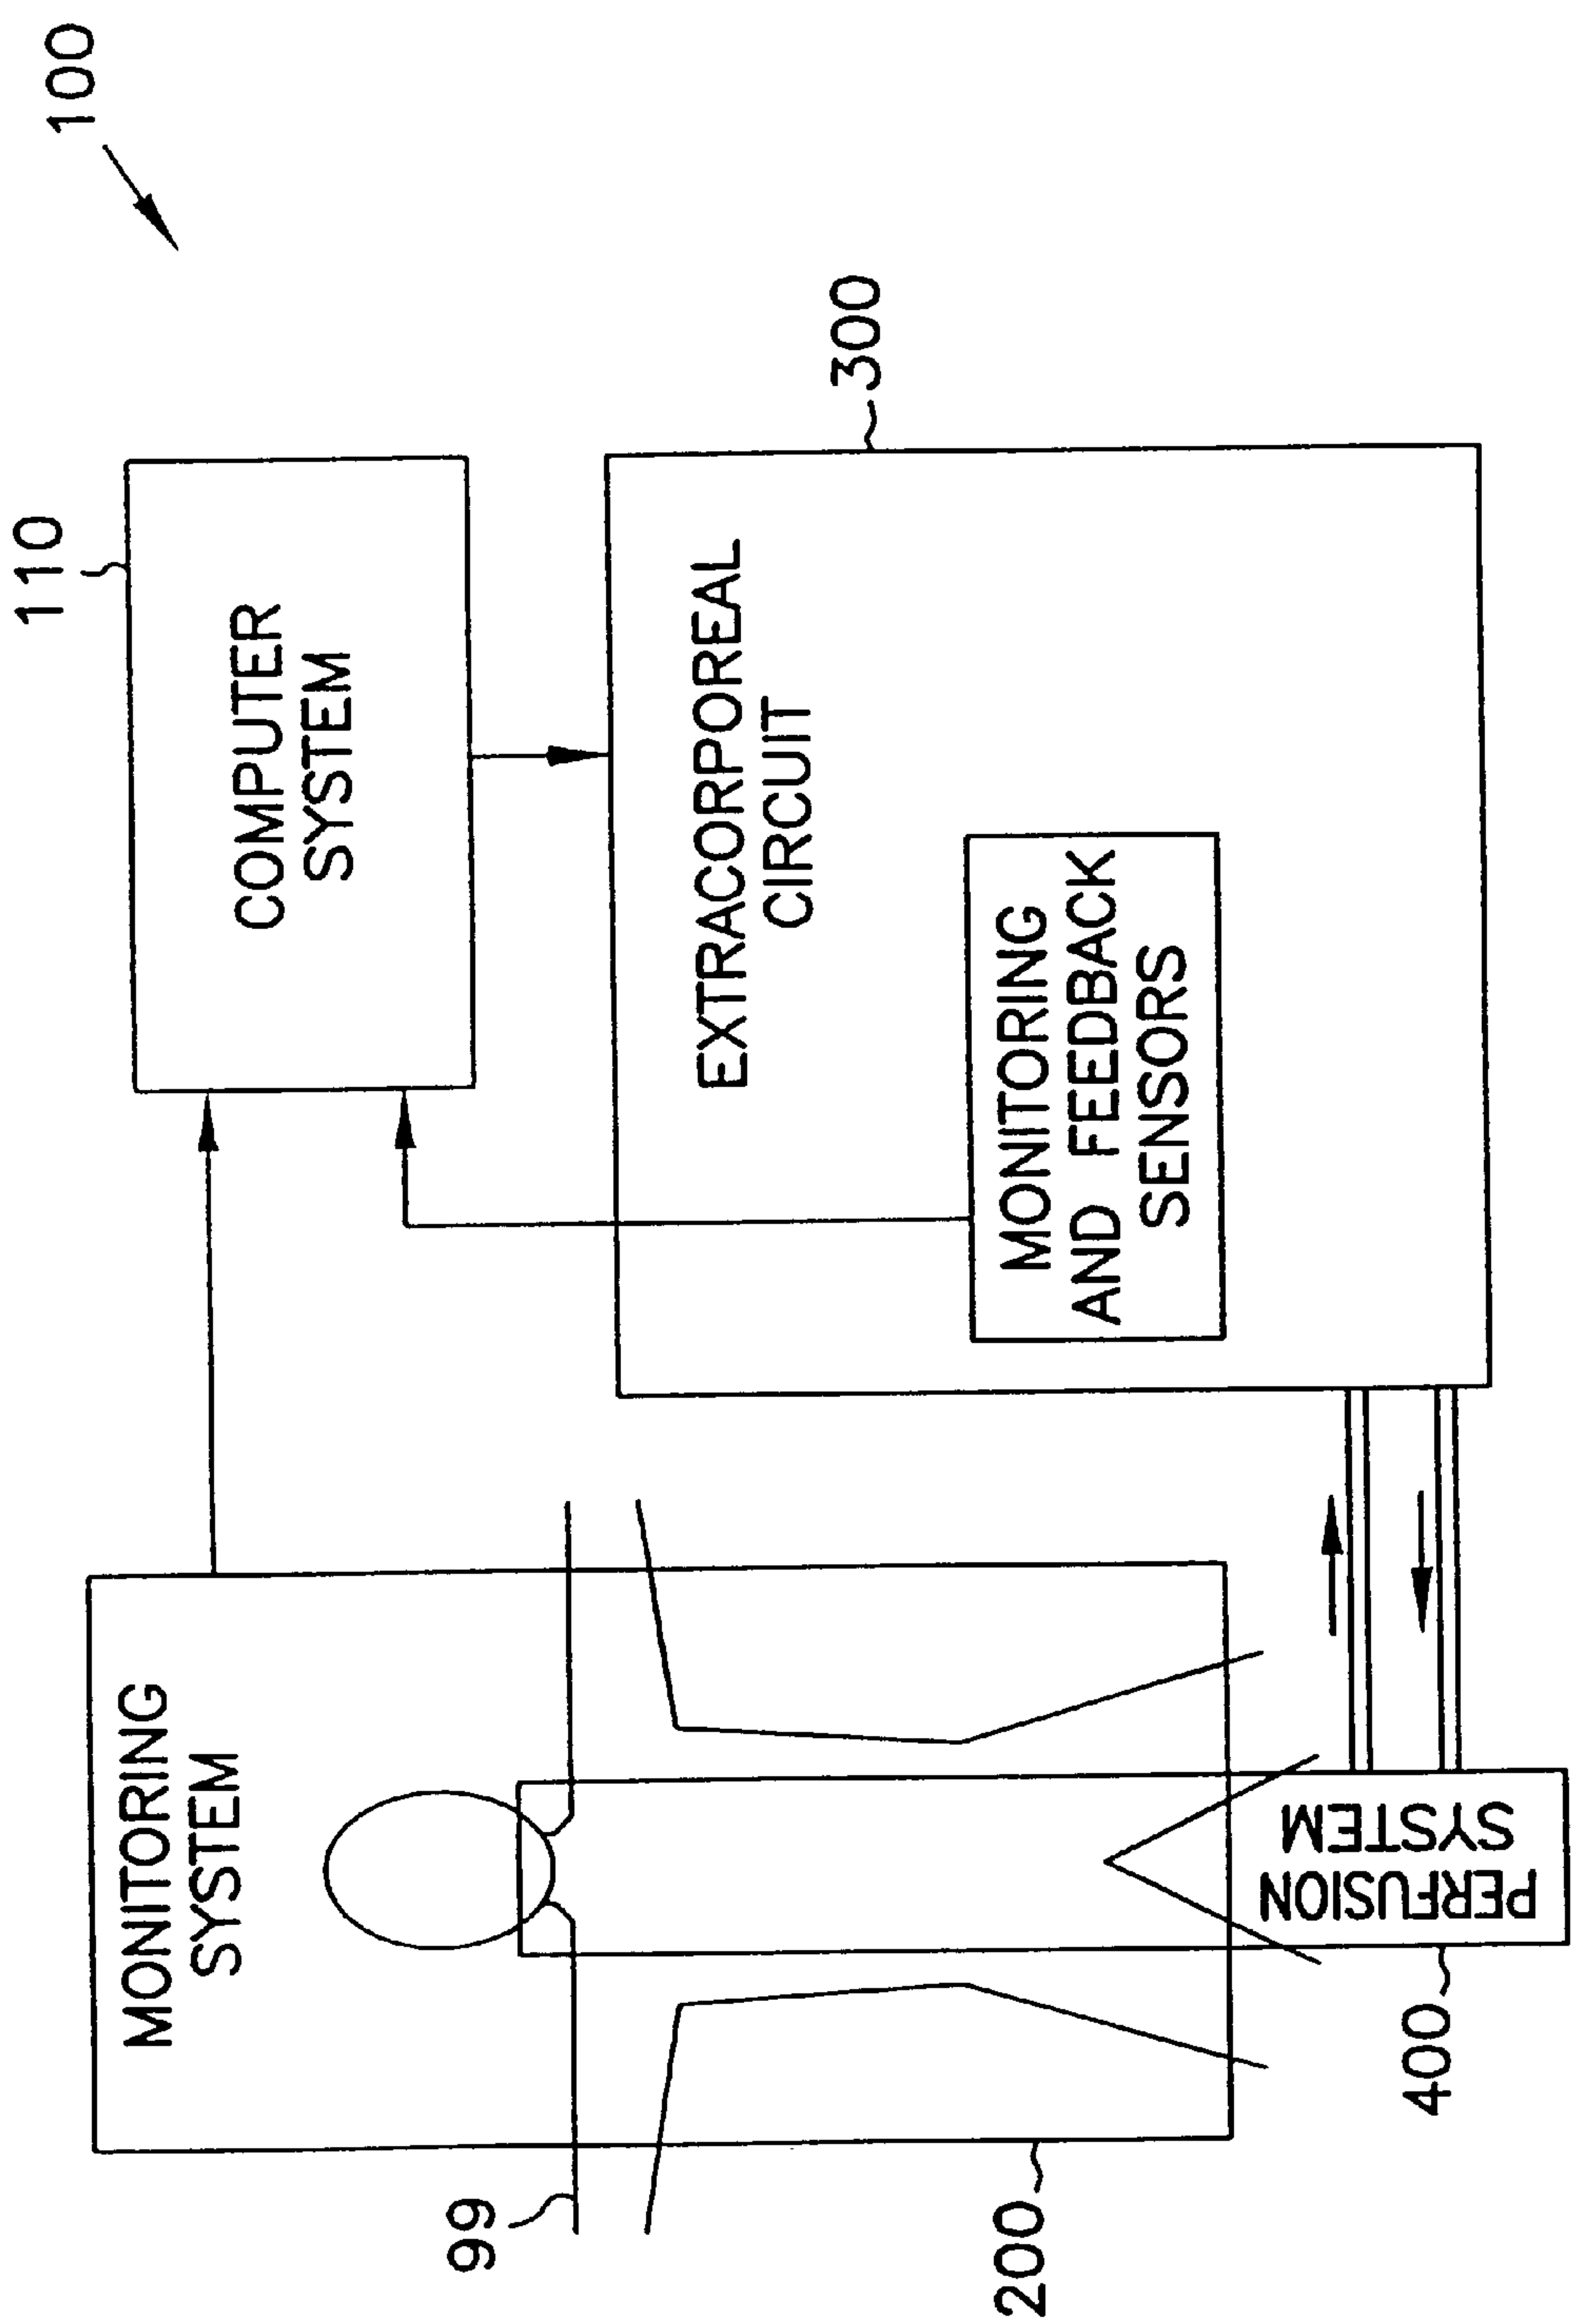 100
110
COMPUTER
SYSTEM
300
EXTRACORPOREAL
CIRCUIT
MONITORING
AND FEEDBACK
SENSORS
MONITORING
SYSTEM
99
200
PERFUSION
SYSTEM
400